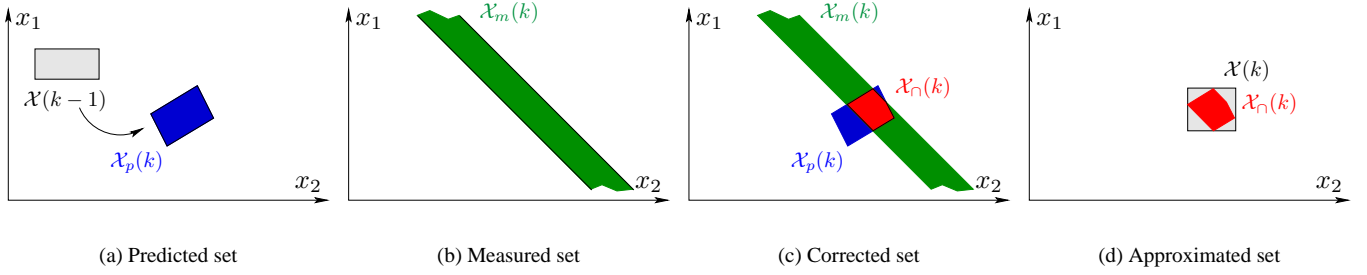 x₁
𝒳(k − 1)
𝒳ₚ(k)
x₂
(a) Predicted set
x₁
𝒳ₘ(k)
x₂
(b) Measured set
x₁
𝒳ₘ(k)
𝒳∩(k)
𝒳ₚ(k)
x₂
(c) Corrected set
x₁
𝒳(k)
𝒳∩(k)
x₂
(d) Approximated set